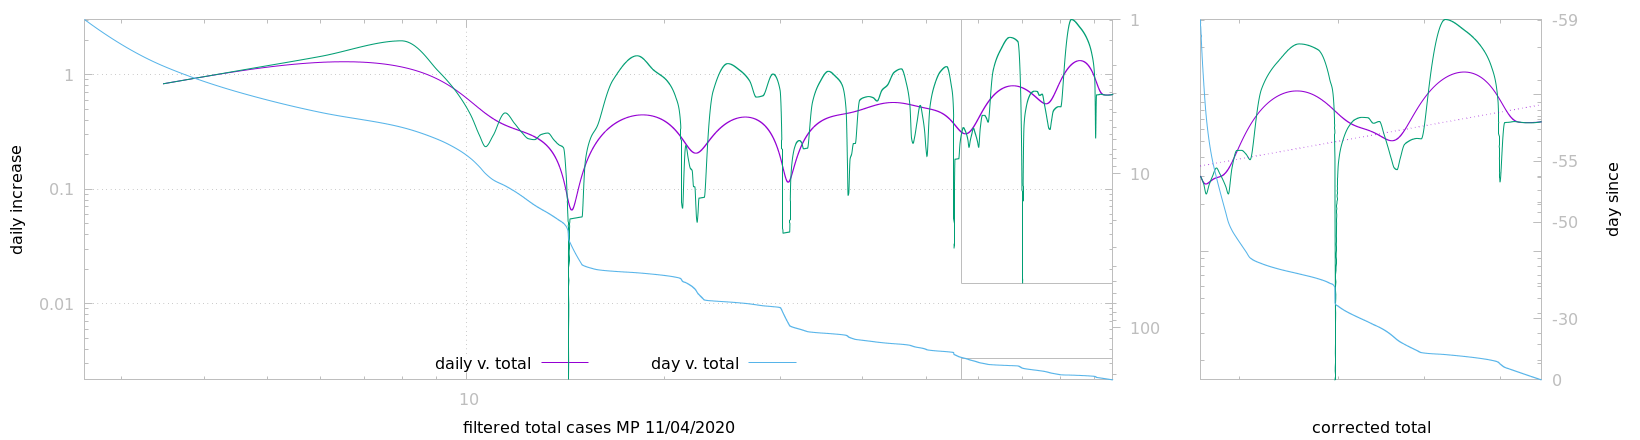 daily increase
1
0.1
0.01
10
filtered total cases MP 11/04/2020
daily v. total
day v. total
1
10
100
-59
-55
-50
-30
0
day since
corrected total